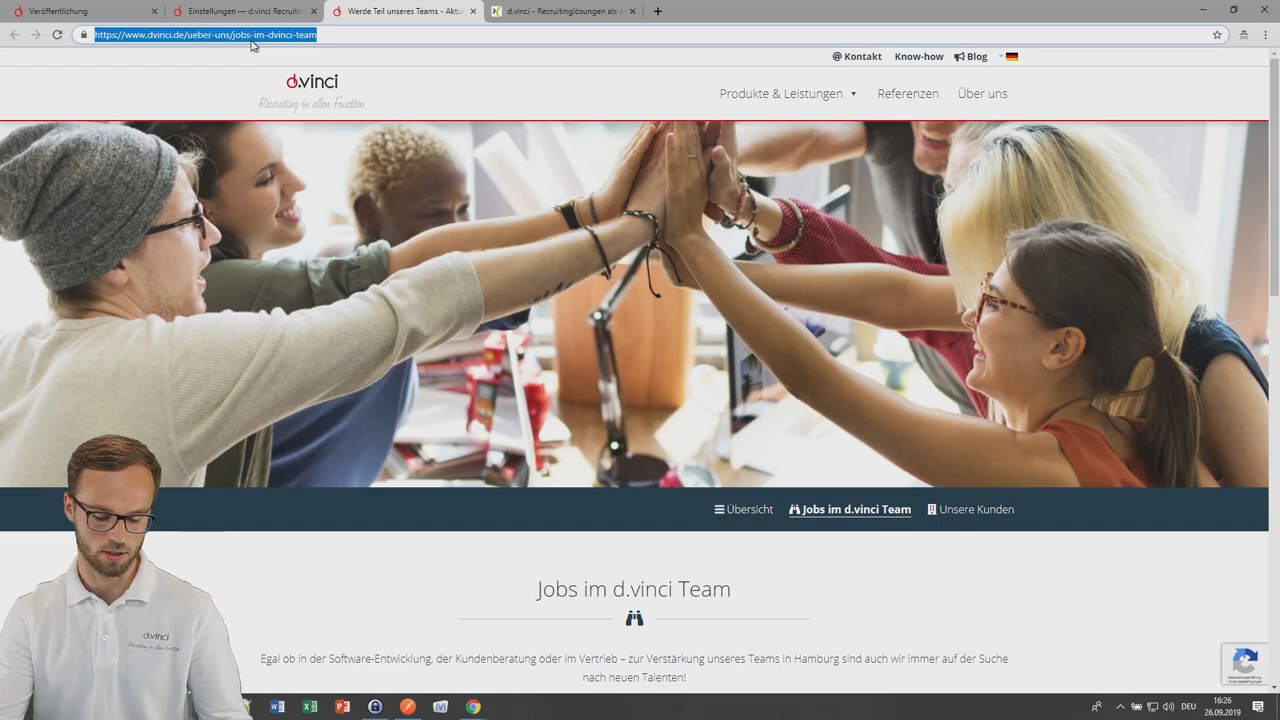 Veröffentlichung
Einstellungen — d.vinci Recruitin
Werde Teil unseres Teams - Aktu
d.vinci - Recruitinglösungen als A
https://www.dvinci.de/ueber-uns/jobs-im-dvinci-team
Kontakt
Know-how
Blog
d.vinci
Recruiting in allen Facetten
Produkte & Leistungen
Referenzen
Über uns
Übersicht
Jobs im d.vinci Team
Unsere Kunden
Jobs im d.vinci Team
Egal ob in der Software-Entwicklung, der Kundenberatung oder im Vertrieb – zur Verstärkung unseres Teams in Hamburg sind auch wir immer auf der Suche
nach neuen Talenten!
d.vinci
Recruiting in allen Facetten
DEU
16:26
26.09.2019